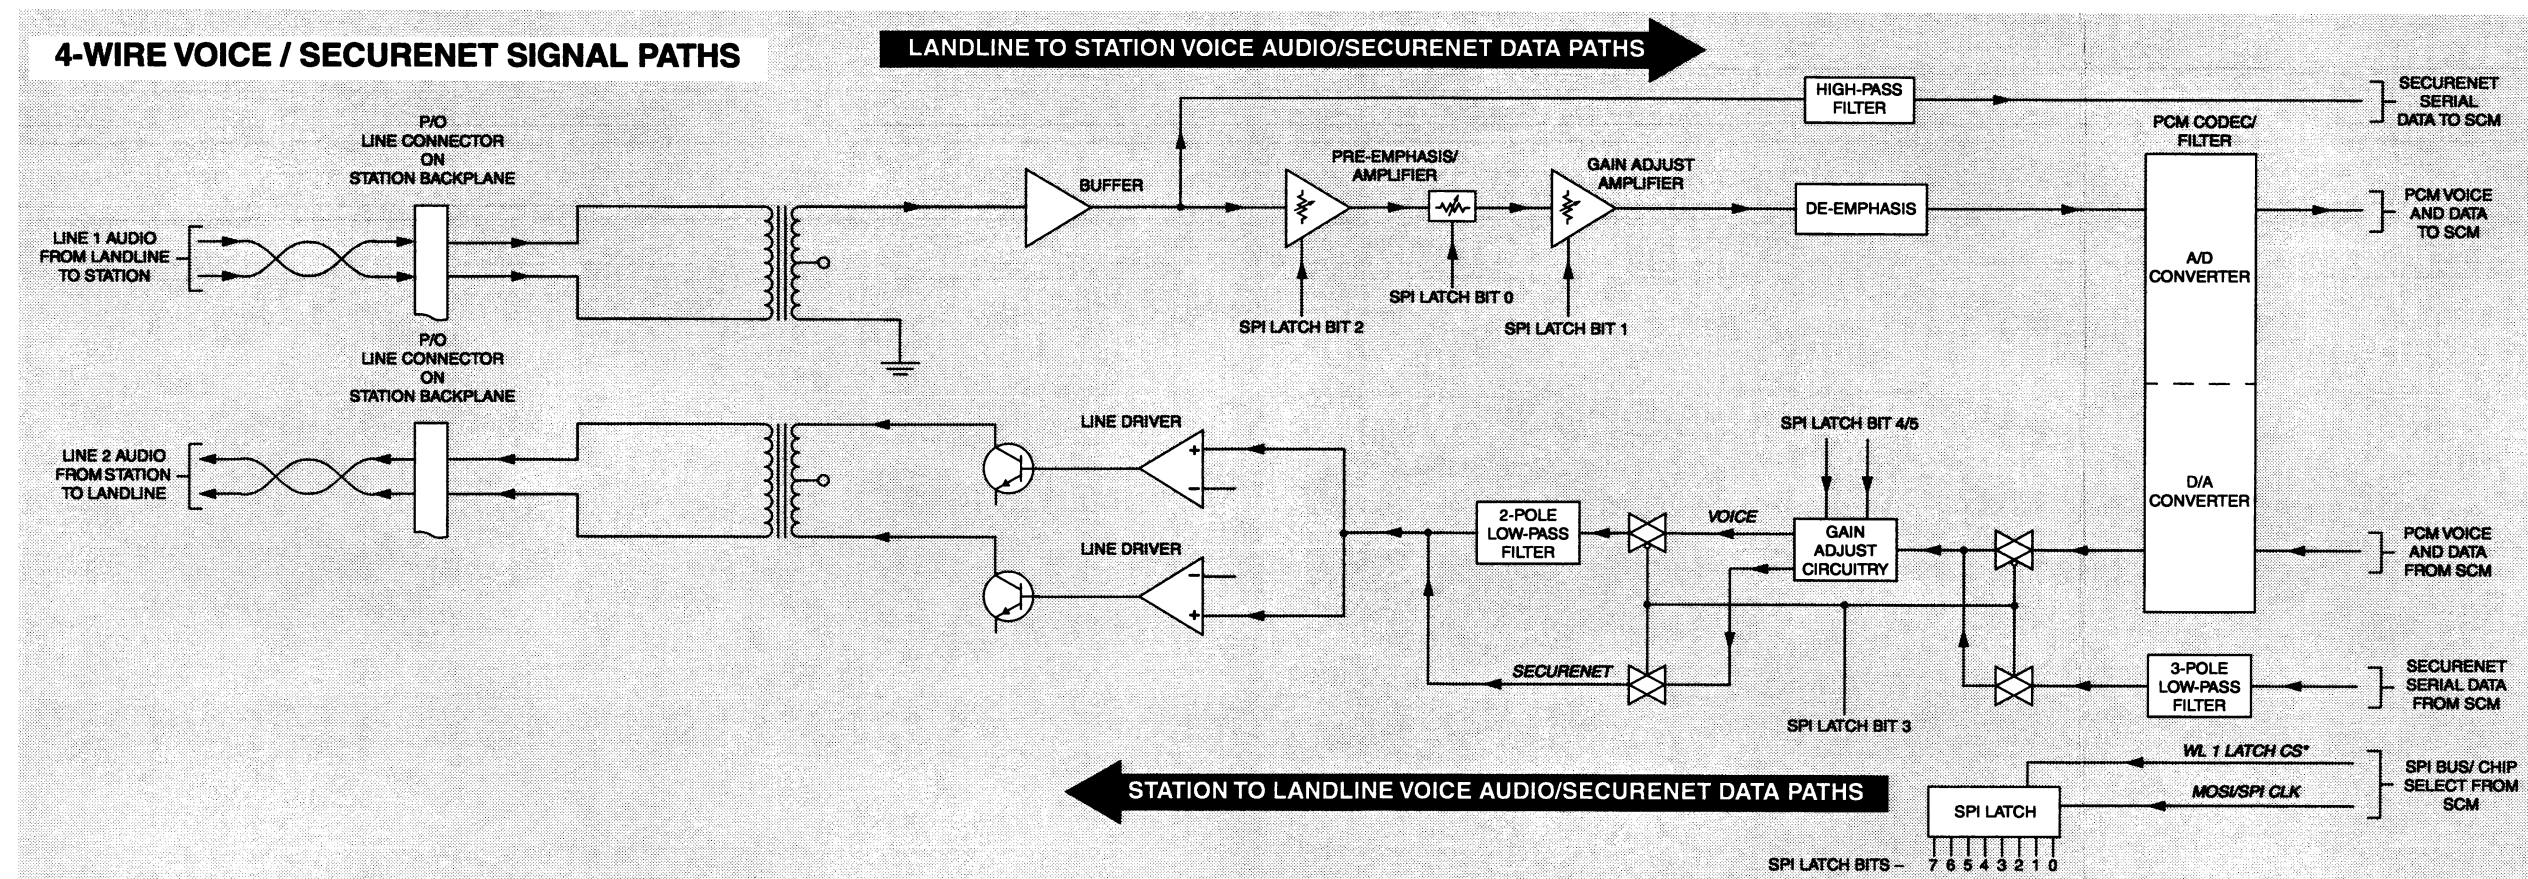 4-WIRE VOICE / SECURENET SIGNAL PATHS
LANDLINE TO STATION VOICE AUDIO/SECURENET DATA PATHS
HIGH-PASS
FILTER
SECURENET
SERIAL
DATA TO SCM
P/O
LINE CONNECTOR
ON
STATION BACKPLANE
PCM CODEC/
FILTER
BUFFER
PRE-EMPHASIS/
AMPLIFIER
GAIN ADJUST
AMPLIFIER
DE-EMPHASIS
PCM VOICE
AND DATA
TO SCM
LINE 1 AUDIO
FROM LANDLINE
TO STATION
A/D
CONVERTER
SPI LATCH BIT 2
SPI LATCH BIT 0
SPI LATCH BIT 1
P/O
LINE CONNECTOR
ON
STATION BACKPLANE
LINE 2 AUDIO
FROM STATION
TO LANDLINE
LINE DRIVER
+
−
LINE DRIVER
−
+
2-POLE
LOW-PASS
FILTER
VOICE
SPI LATCH BIT 4/5
GAIN
ADJUST
CIRCUITRY
D/A
CONVERTER
PCM VOICE
AND DATA
FROM SCM
SECURENET
SPI LATCH BIT 3
3-POLE
LOW-PASS
FILTER
SECURENET
SERIAL DATA
FROM SCM
STATION TO LANDLINE VOICE AUDIO/SECURENET DATA PATHS
WL 1 LATCH CS*
MOSI/SPI CLK
SPI BUS/ CHIP
SELECT FROM
SCM
SPI LATCH
SPI LATCH BITS – 7 6 5 4 3 2 1 0